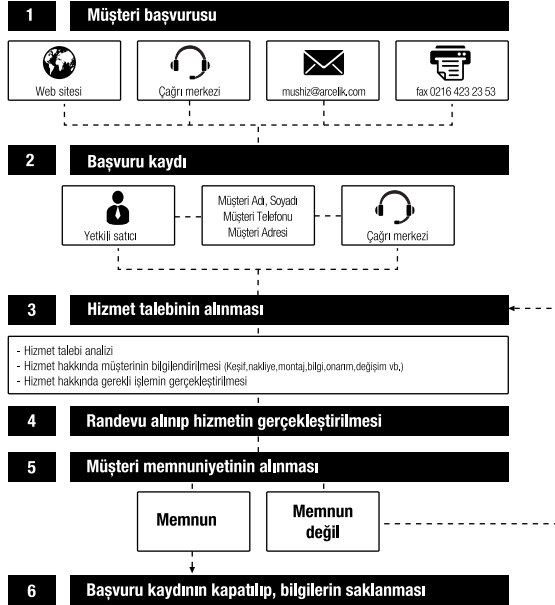 1 Müşteri başvurusu
Web sitesi
Çağrı merkezi
mushiz@arcelik.com
fax 0216 423 23 53
2 Başvuru kaydı
Yetkili satıcı
Müşteri Adı, Soyadı
Müşteri Telefonu
Müşteri Adresi
Çağrı merkezi
3 Hizmet talebinin alınması
- Hizmet talebi analizi
- Hizmet hakkında müşterinin bilgilendirilmesi (Keşif,nakliye,montaj,bilgi,onarım,değişim vb.)
- Hizmet hakkında gerekli işlemin gerçekleştirilmesi
4 Randevu alınıp hizmetin gerçekleştirilmesi
5 Müşteri memnuniyetinin alınması
Memnun
Memnun
değil
6 Başvuru kaydının kapatılıp, bilgilerin saklanması